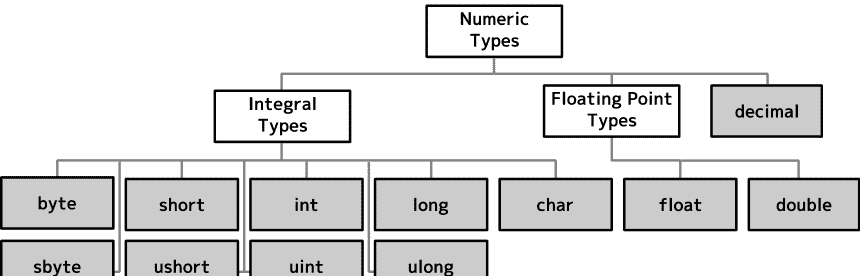 Numeric
Types
Integral
Types
Floating Point
Types
decimal
byte
short
int
long
char
float
double
sbyte
ushort
uint
ulong